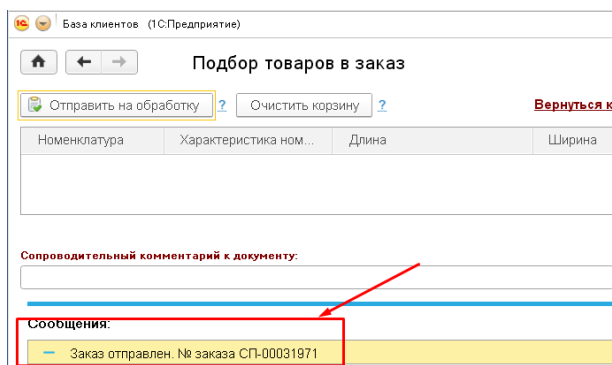 База клиентов (1С:Предприятие)
Подбор товаров в заказ
Отправить на обработку ? Очистить корзину ? Вернуться к
Номенклатура Характеристика ном... Длина Ширина
Сопроводительный комментарий к документу:
Сообщения:
Заказ отправлен. № заказа СП-00031971